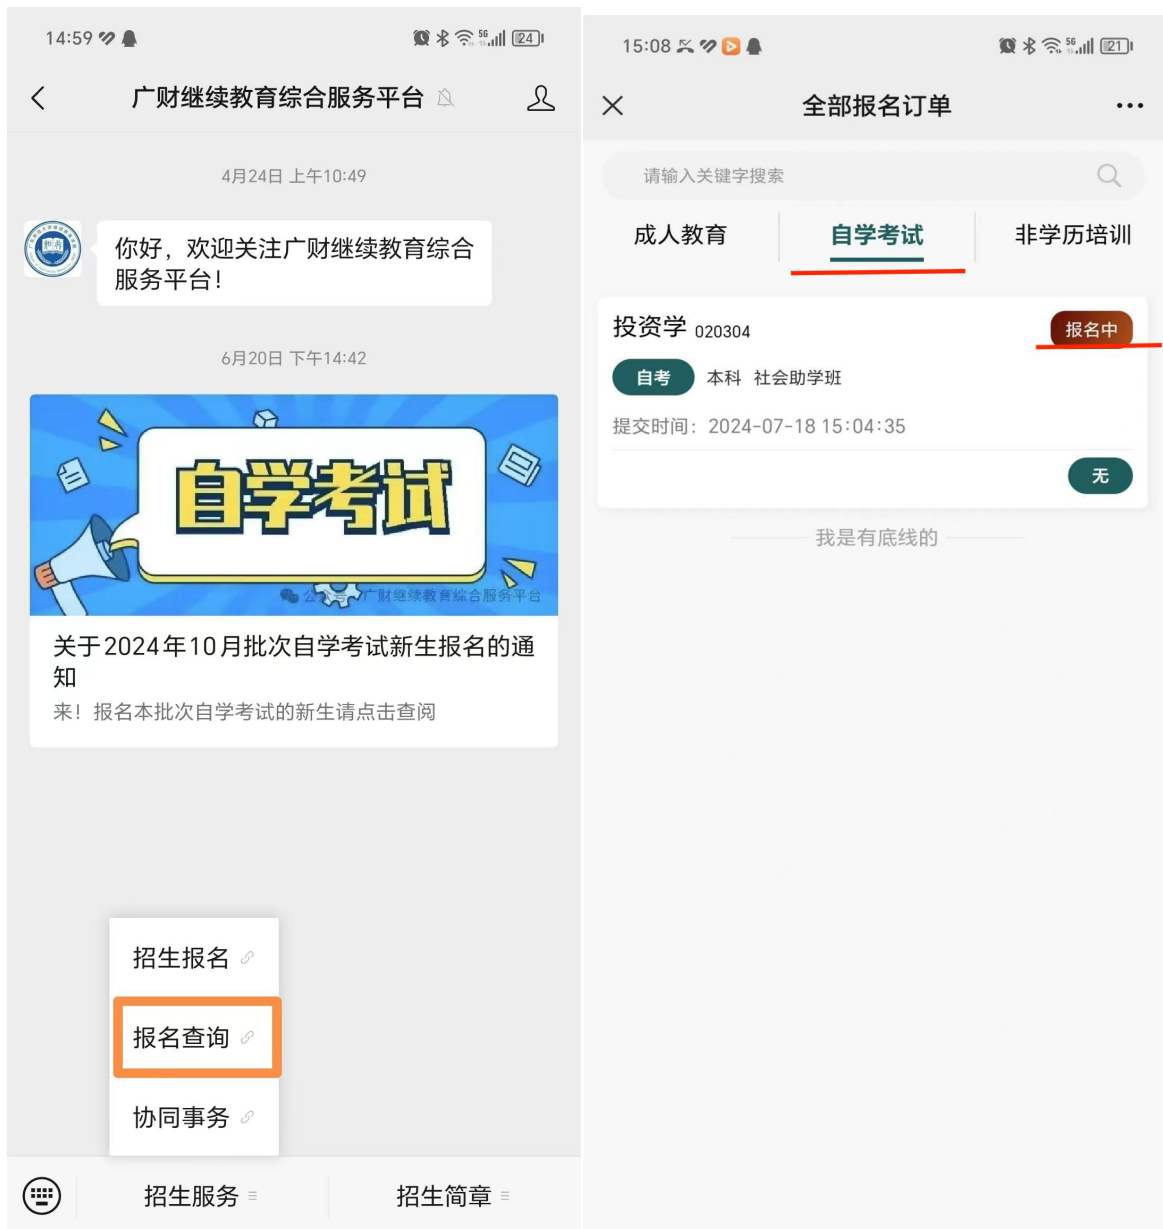 14:59
5G
24
广财继续教育综合服务平台
4月24日 上午10:49
你好，欢迎关注广财继续教育综合
服务平台！
6月20日 下午14:42
自学考试
公众号·广财继续教育综合服务平台
关于2024年10月批次自学考试新生报名的通
知
来！报名本批次自学考试的新生请点击查阅
招生报名
报名查询
协同事务
招生服务
招生简章
15:08
5G
21
全部报名订单
请输入关键字搜索
成人教育
自学考试
非学历培训
投资学 020304
报名中
自考 本科 社会助学班
提交时间：2024-07-18 15:04:35
无
我是有底线的